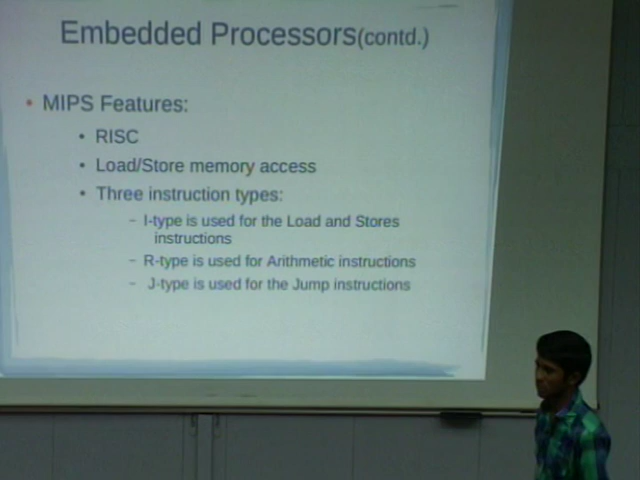 Embedded Processors(contd.)
• MIPS Features:
• RISC
• Load/Store memory access
• Three instruction types:
– I-type is used for the Load and Stores
instructions
– R-type is used for Arithmetic instructions
– J-type is used for the Jump instructions